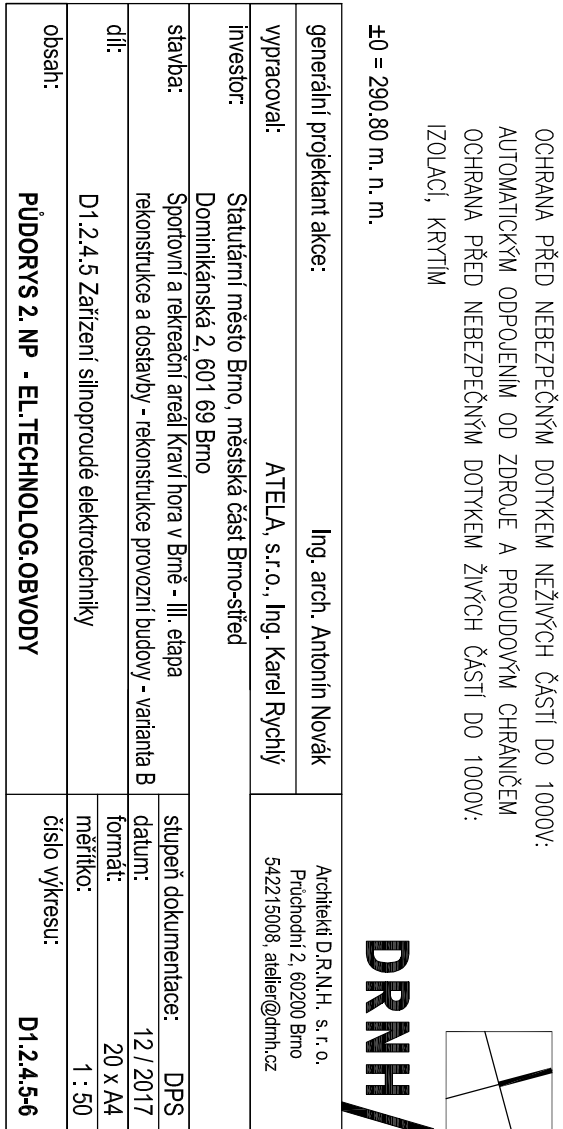 OCHRANA PŘED NEBEZPEČNÝM DOTYKEM NEŽIVÝCH ČÁSTÍ DO 1000V:
AUTOMATICKÝM ODPOJENÍM OD ZDROJE A PROUDOVÝM CHRÁNIČEM
OCHRANA PŘED NEBEZPEČNÝM DOTYKEM ŽIVÝCH ČÁSTÍ DO 1000V:
IZOLACÍ, KRYTÍM
±0 = 290.80 m. n. m.
DRNH
generální projektant akce: Ing. arch. Antonín Novák
Architekti D.R.N.H. s. r. o.
Průchodní 2, 60200 Brno
542215008, atelier@drnh.cz
vypracoval: ATELA, s.r.o., Ing. Karel Rychlý
investor: Statutární město Brno, městská část Brno-střed
Dominikánská 2, 601 69 Brno
stavba: Sportovní a rekreační areál Kraví hora v Brně - III. etapa
rekonstrukce a dostavby - rekonstrukce provozní budovy - varianta B
stupeň dokumentace: DPS
datum: 12 / 2017
formát: 20 x A4
měřítko: 1 : 50
díl: D1.2.4.5 Zařízení silnoproudé elektrotechniky
obsah: PŮDORYS 2. NP - EL.TECHNOLOG.OBVODY
číslo výkresu: D1.2.4.5-6